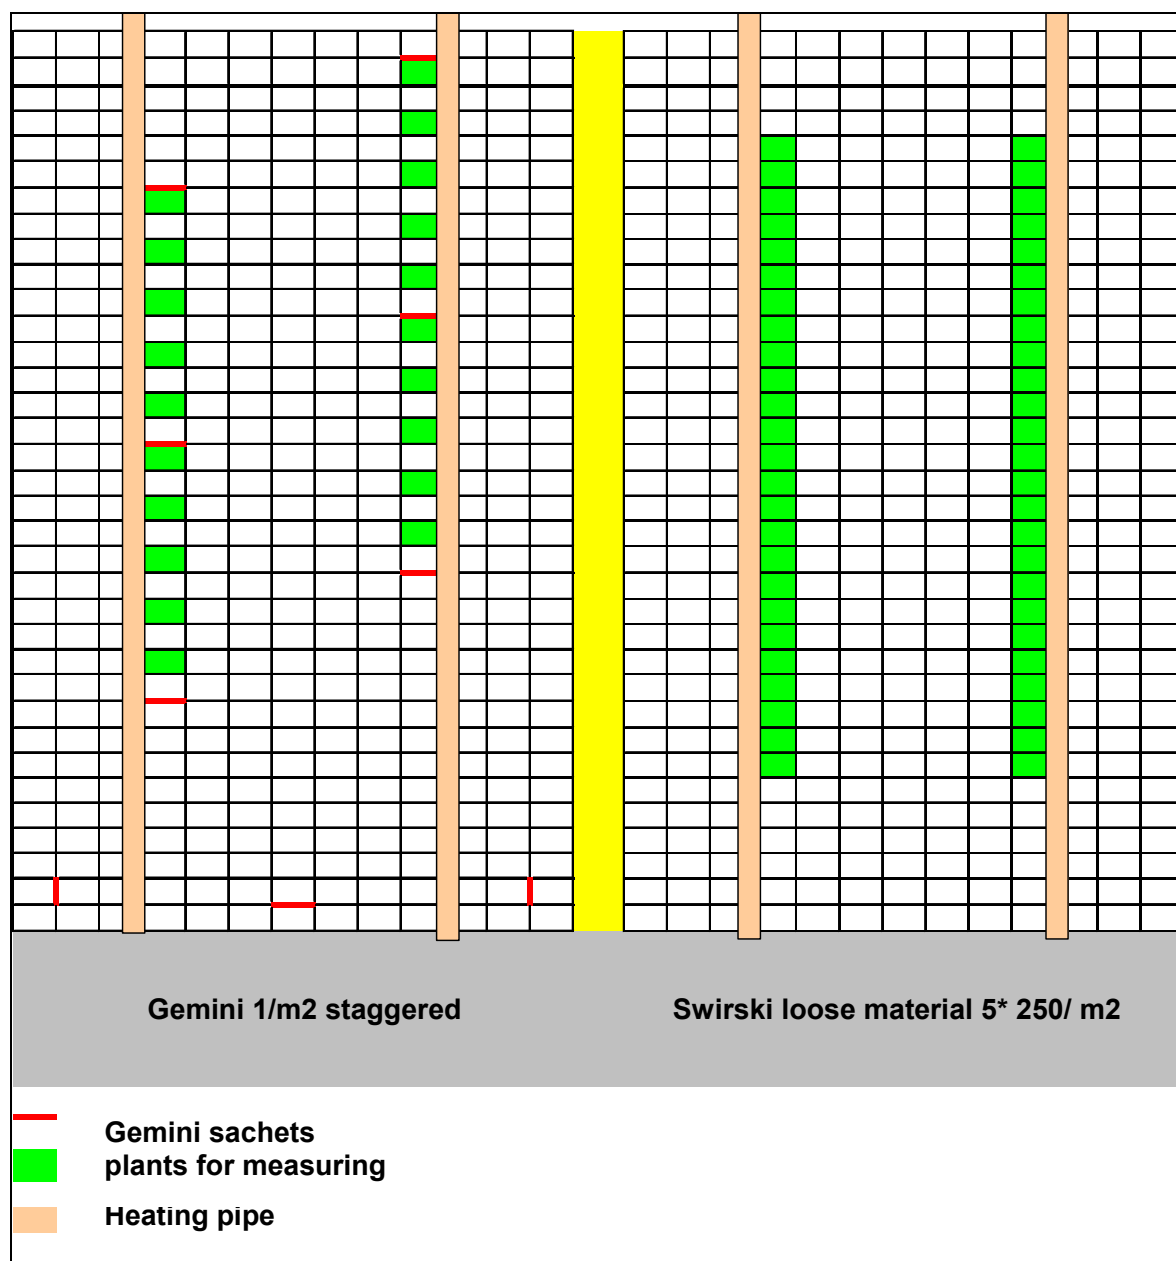 Gemini 1/m2 staggered
Swirski loose material 5* 250/ m2
Gemini sachets
plants for measuring
Heating pipe